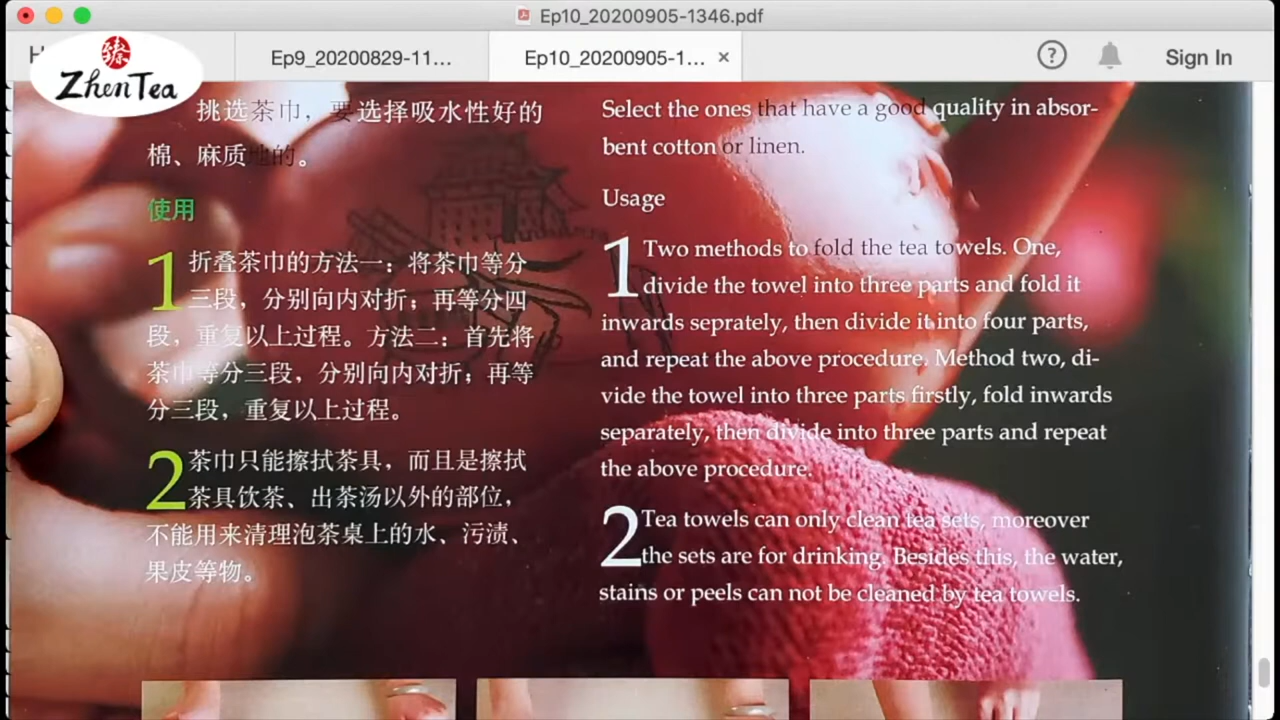 Ep10_20200905-1346.pdf
Ep9_20200829-11...
Ep10_20200905-1...
Sign In
臻
ZhenTea
挑选茶巾，要选择吸水性好的
棉、麻质地的。
使用
1 折叠茶巾的方法一：将茶巾等分
三段，分别向内对折；再等分四
段，重复以上过程。方法二：首先将
茶巾等分三段，分别向内对折；再等
分三段，重复以上过程。
2 茶巾只能擦拭茶具，而且是擦拭
茶具饮茶、出茶汤以外的部位，
不能用来清理泡茶桌上的水、污渍、
果皮等物。
Select the ones that have a good quality in absor-
bent cotton or linen.
Usage
1 Two methods to fold the tea towels. One,
divide the towel into three parts and fold it
inwards seprately, then divide it into four parts,
and repeat the above procedure. Method two, di-
vide the towel into three parts firstly, fold inwards
separately, then divide into three parts and repeat
the above procedure.
2 Tea towels can only clean tea sets, moreover
the sets are for drinking. Besides this, the water,
stains or peels can not be cleaned by tea towels.